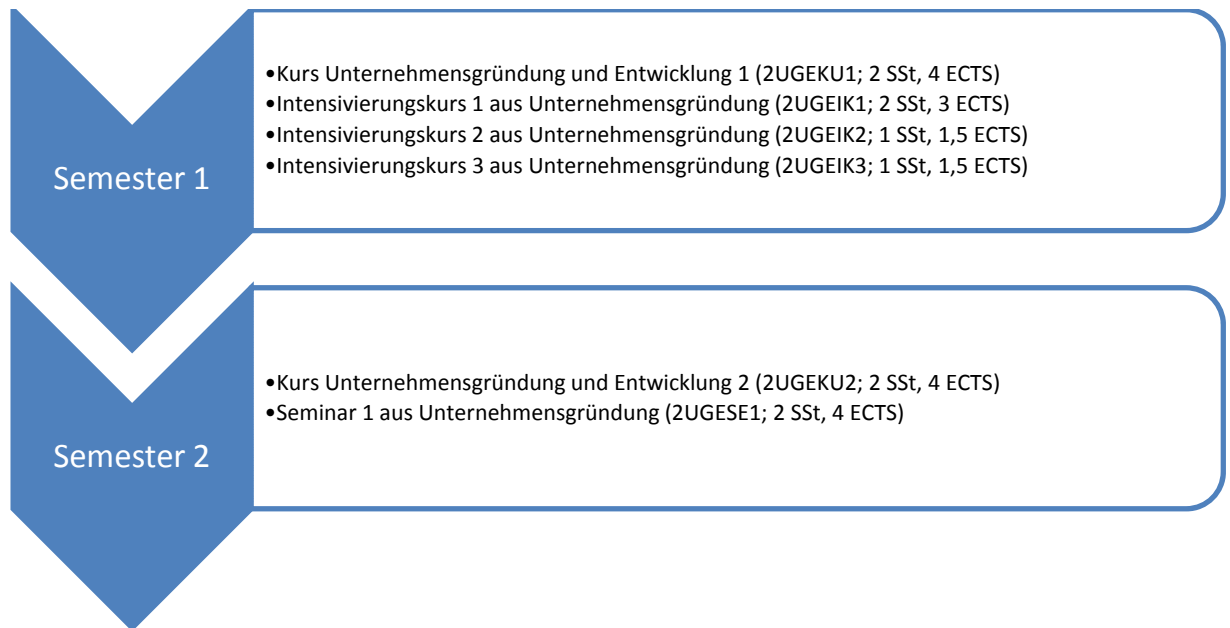 Semester 1
•Kurs Unternehmensgründung und Entwicklung 1 (2UGEKU1; 2 SSt, 4 ECTS)
•Intensivierungskurs 1 aus Unternehmensgründung (2UGEIK1; 2 SSt, 3 ECTS)
•Intensivierungskurs 2 aus Unternehmensgründung (2UGEIK2; 1 SSt, 1,5 ECTS)
•Intensivierungskurs 3 aus Unternehmensgründung (2UGEIK3; 1 SSt, 1,5 ECTS)
Semester 2
•Kurs Unternehmensgründung und Entwicklung 2 (2UGEKU2; 2 SSt, 4 ECTS)
•Seminar 1 aus Unternehmensgründung (2UGESE1; 2 SSt, 4 ECTS)